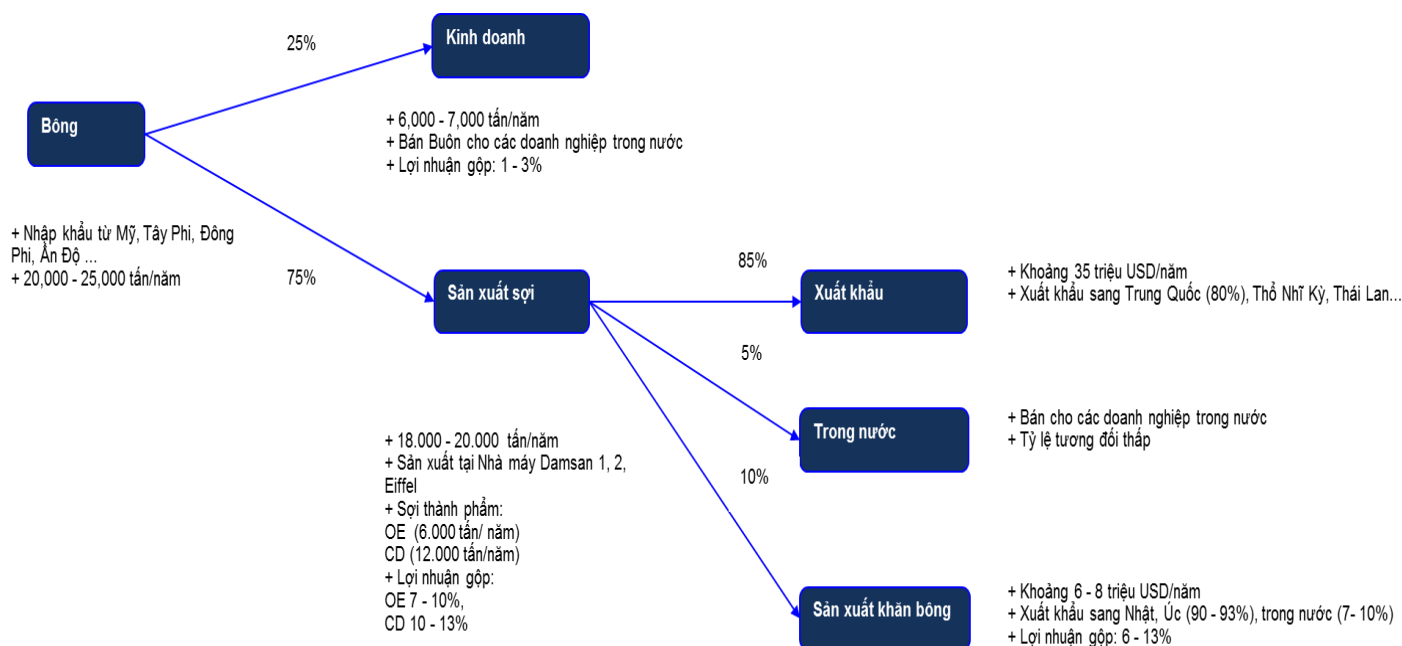 25%
Kinh doanh
Bông
+ 6,000 - 7,000 tấn/năm
+ Bán Buôn cho các doanh nghiệp trong nước
+ Lợi nhuận gộp: 1 - 3%
+ Nhập khẩu từ Mỹ, Tây Phi, Đông
Phi, Ấn Độ ...
+ 20,000 - 25,000 tấn/năm
75%
Sản xuất sợi
85%
Xuất khẩu
+ Khoảng 35 triệu USD/năm
+ Xuất khẩu sang Trung Quốc (80%), Thổ Nhĩ Kỳ, Thái Lan...
5%
Trong nước
+ Bán cho các doanh nghiệp trong nước
+ Tỷ lệ tương đối thấp
+ 18.000 - 20.000 tấn/năm
+ Sản xuất tại Nhà máy Damsan 1, 2,
Eiffel
+ Sợi thành phẩm:
OE (6.000 tấn/ năm)
CD (12.000 tấn/năm)
+ Lợi nhuận gộp:
OE 7 - 10%,
CD 10 - 13%
10%
Sản xuất khăn bông
+ Khoảng 6 - 8 triệu USD/năm
+ Xuất khẩu sang Nhật, Úc (90 - 93%), trong nước (7- 10%)
+ Lợi nhuận gộp: 6 - 13%